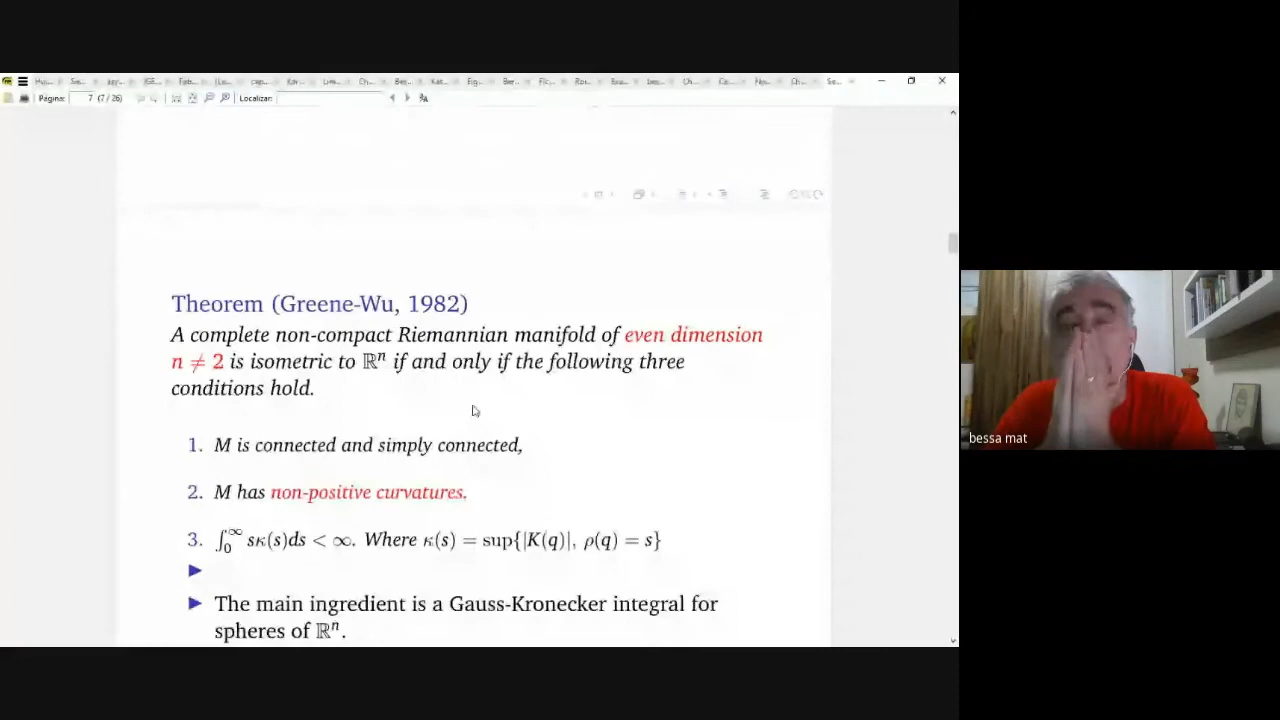 Página: 7 (7 / 26) Localizar:
Theorem (Greene-Wu, 1982)
A complete non-compact Riemannian manifold of even dimension
n ≠ 2 is isometric to ℝⁿ if and only if the following three
conditions hold.
1. M is connected and simply connected,
2. M has non-positive curvatures.
3. ∫₀^∞ sκ(s)ds < ∞. Where κ(s) = sup{|K(q)|, ρ(q) = s}
▶
▶ The main ingredient is a Gauss-Kronecker integral for
spheres of ℝⁿ.
bessa mat